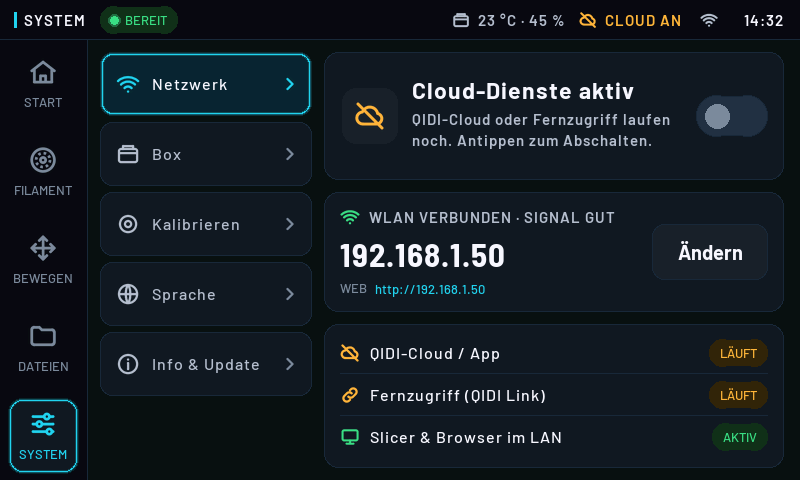 SYSTEM
BEREIT
23 °C · 45 %
CLOUD AN
14:32
START
FILAMENT
BEWEGEN
DATEIEN
SYSTEM
Netzwerk
Box
Kalibrieren
Sprache
Info & Update
Cloud-Dienste aktiv
QIDI-Cloud oder Fernzugriff laufen
noch. Antippen zum Abschalten.
WLAN VERBUNDEN · SIGNAL GUT
192.168.1.50
WEB http://192.168.1.50
Ändern
QIDI-Cloud / App
LÄUFT
Fernzugriff (QIDI Link)
LÄUFT
Slicer & Browser im LAN
AKTIV